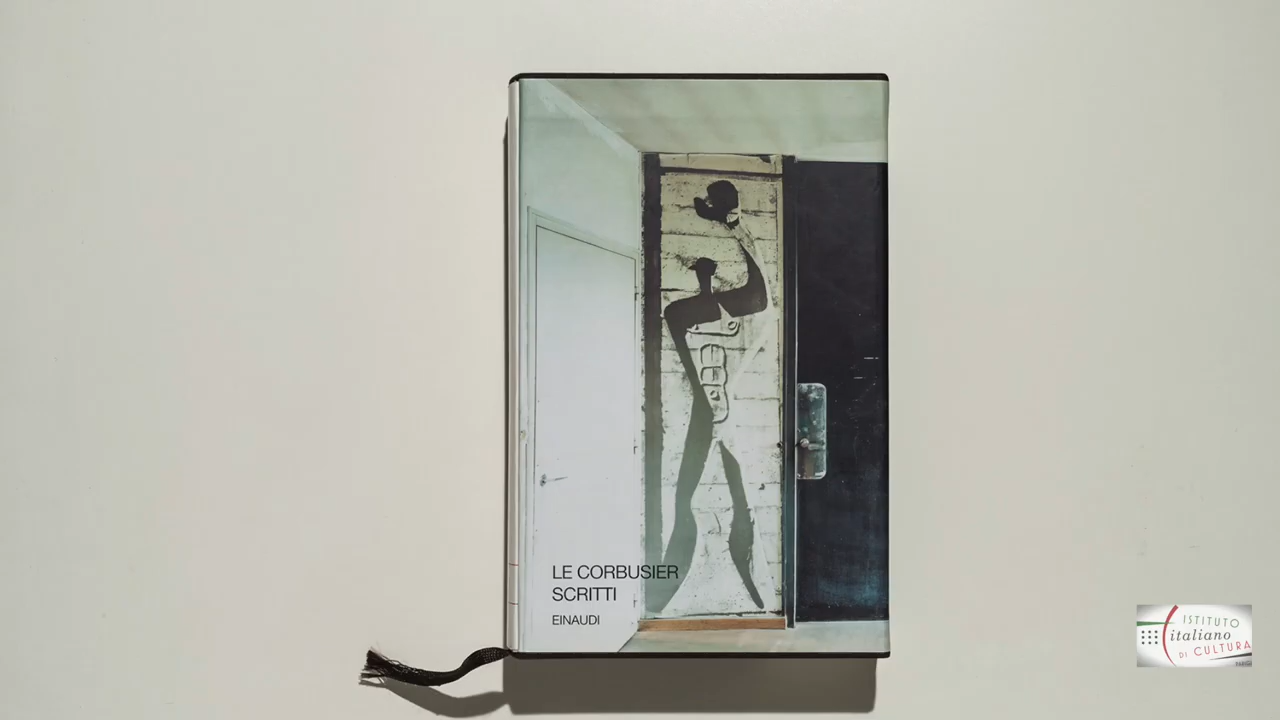 LE CORBUSIER
SCRITTI
EINAUDI
ISTITUTO
italiano
DI CULTURA